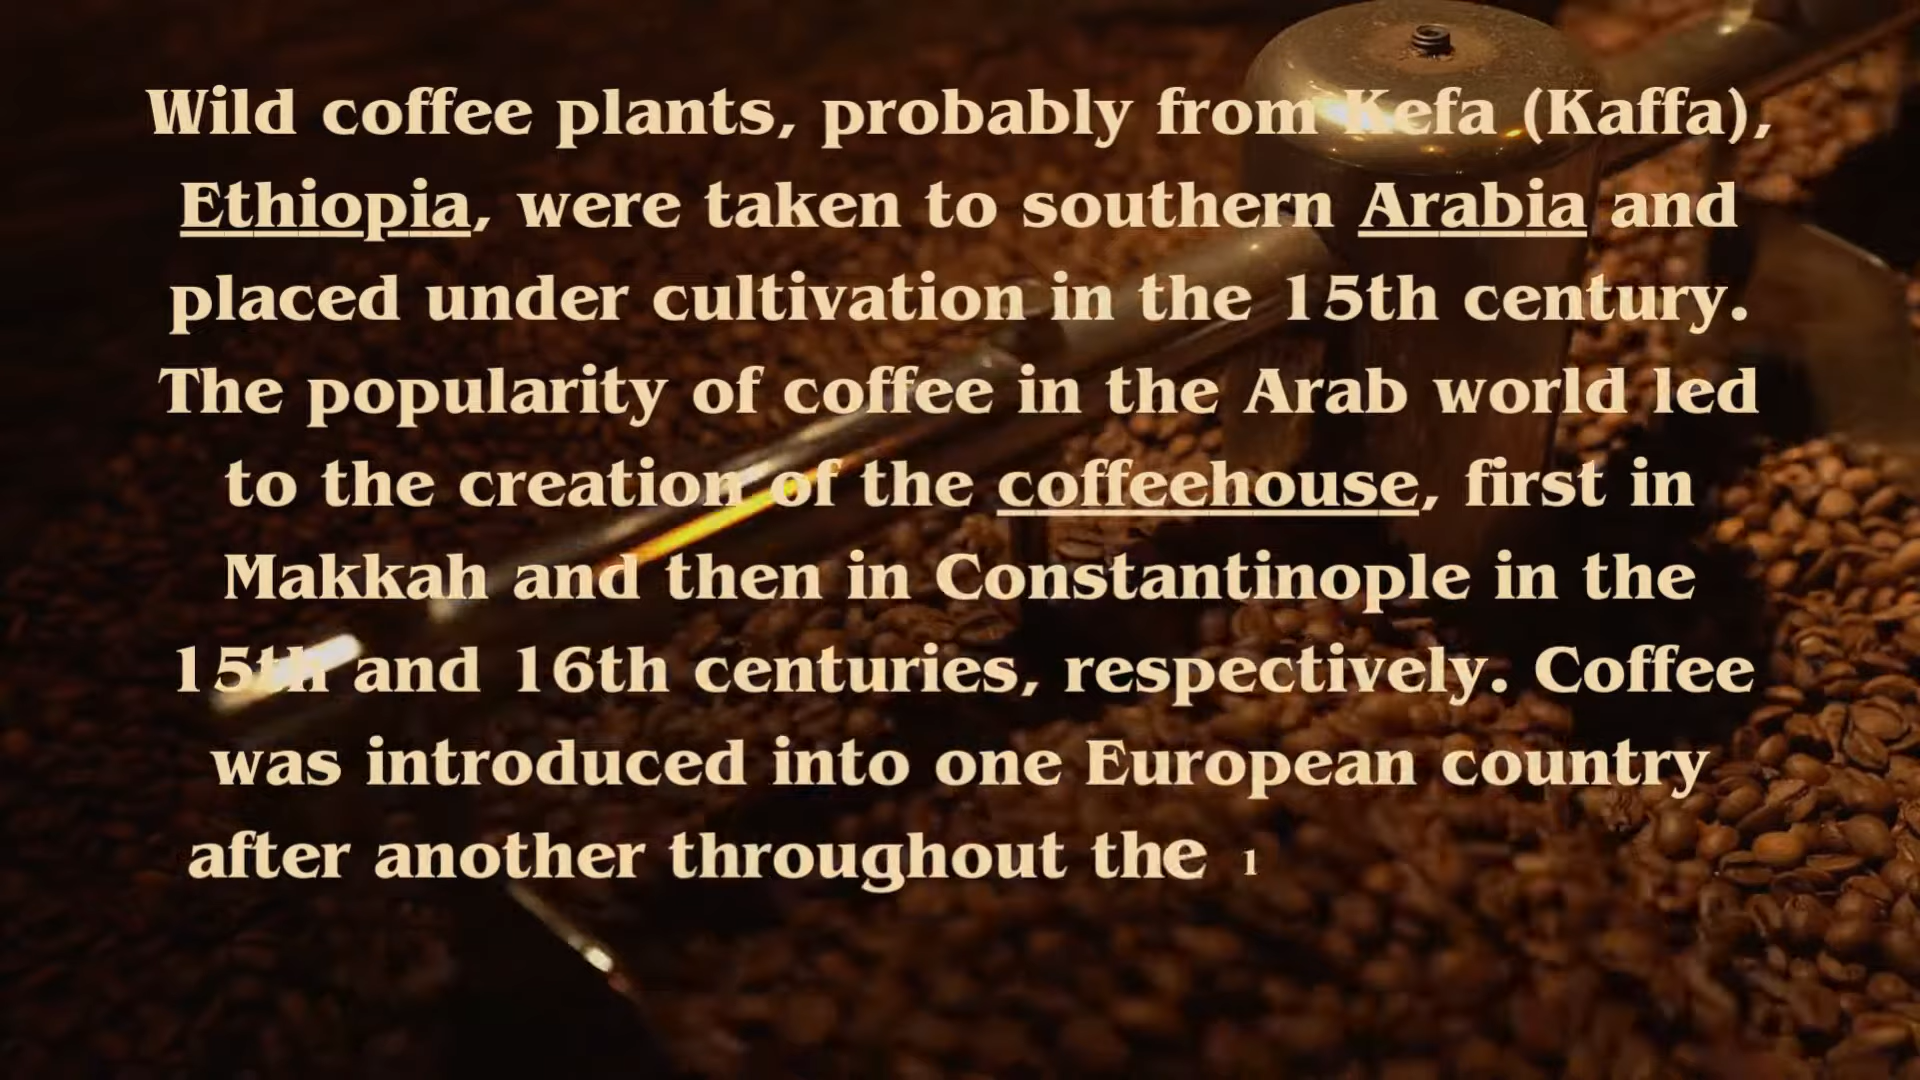 Wild coffee plants, probably from Kefa (Kaffa),
Ethiopia, were taken to southern Arabia and
placed under cultivation in the 15th century.
The popularity of coffee in the Arab world led
to the creation of the coffeehouse, first in
Makkah and then in Constantinople in the
15th and 16th centuries, respectively. Coffee
was introduced into one European country
after another throughout the 1